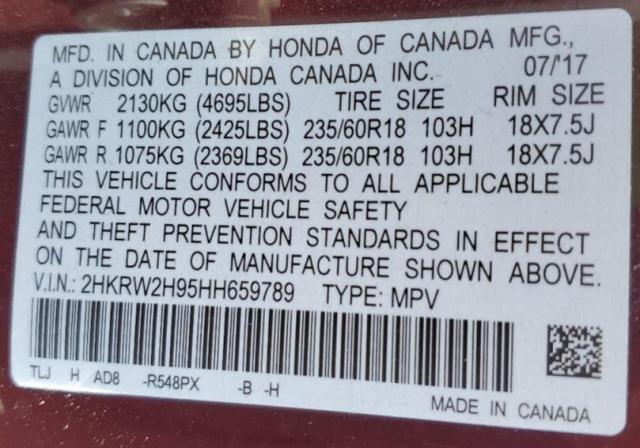 MFD. IN CANADA BY HONDA OF CANADA MFG.,
A DIVISION OF HONDA CANADA INC. 07/'17
GVWR 2130KG (4695LBS) TIRE SIZE RIM SIZE
GAWR F 1100KG (2425LBS) 235/60R18 103H 18X7.5J
GAWR R 1075KG (2369LBS) 235/60R18 103H 18X7.5J
THIS VEHICLE CONFORMS TO ALL APPLICABLE
FEDERAL MOTOR VEHICLE SAFETY
AND THEFT PREVENTION STANDARDS IN EFFECT
ON THE DATE OF MANUFACTURE SHOWN ABOVE.
V.I.N.: 2HKRW2H95HH659789 TYPE: MPV
TLJ H AD8 -R548PX -B -H
MADE IN CANADA